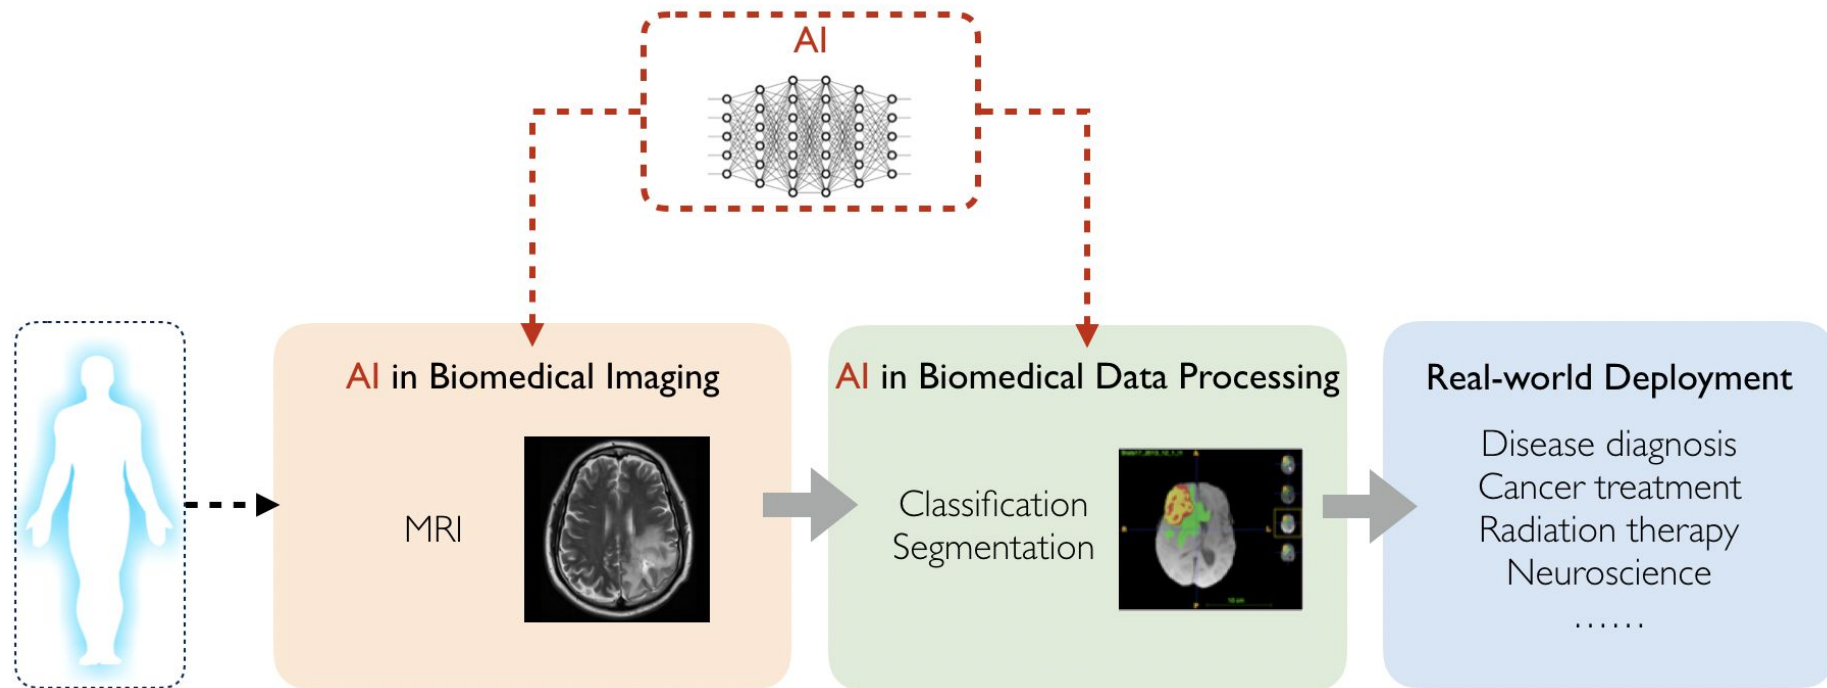 AI
AI in Biomedical Imaging
MRI
AI in Biomedical Data Processing
Classification
Segmentation
Real-world Deployment
Disease diagnosis
Cancer treatment
Radiation therapy
Neuroscience
......